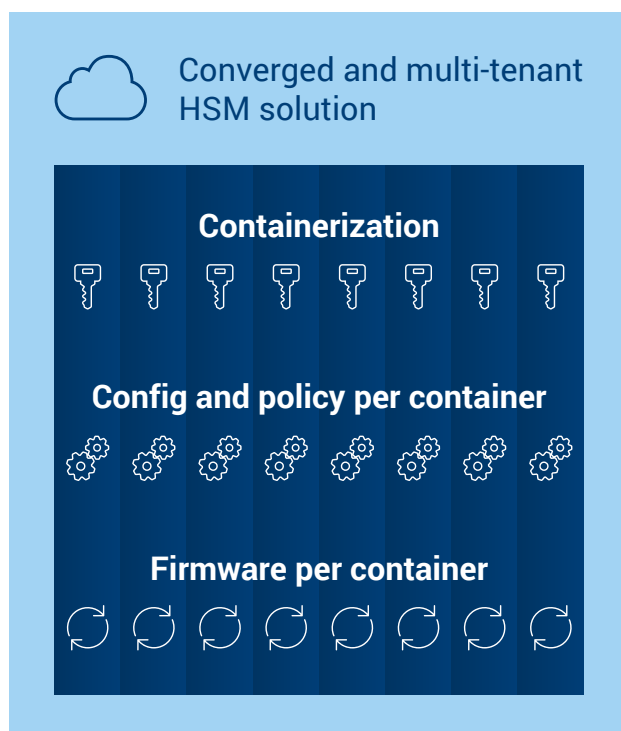 Converged and multi-tenant
HSM solution
Containerization
Config and policy per container
Firmware per container